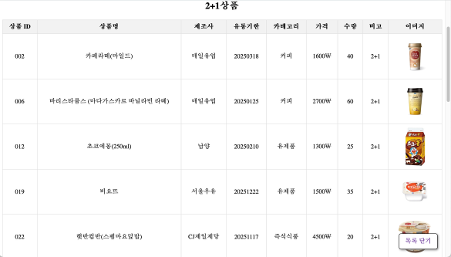 2+1상품
상품 ID 상품명 제조사 유통기한 카테고리 가격 수량 비고 이미지
002 카페라떼(마일드) 매일유업 20250318 커피 1600₩ 40 2+1
006 바리스타룰스 (마다가스카르 바닐라빈 라떼) 매일유업 20250125 커피 2700₩ 60 2+1
012 초코에몽(250ml) 남양 20250210 유제품 1300₩ 25 2+1
019 비요뜨 서울우유 20251222 유제품 1500₩ 35 2+1
022 햇반컵반(스팸마요덮밥) CJ제일제당 20251117 즉석식품 4500₩ 20 2+1
목록 닫기